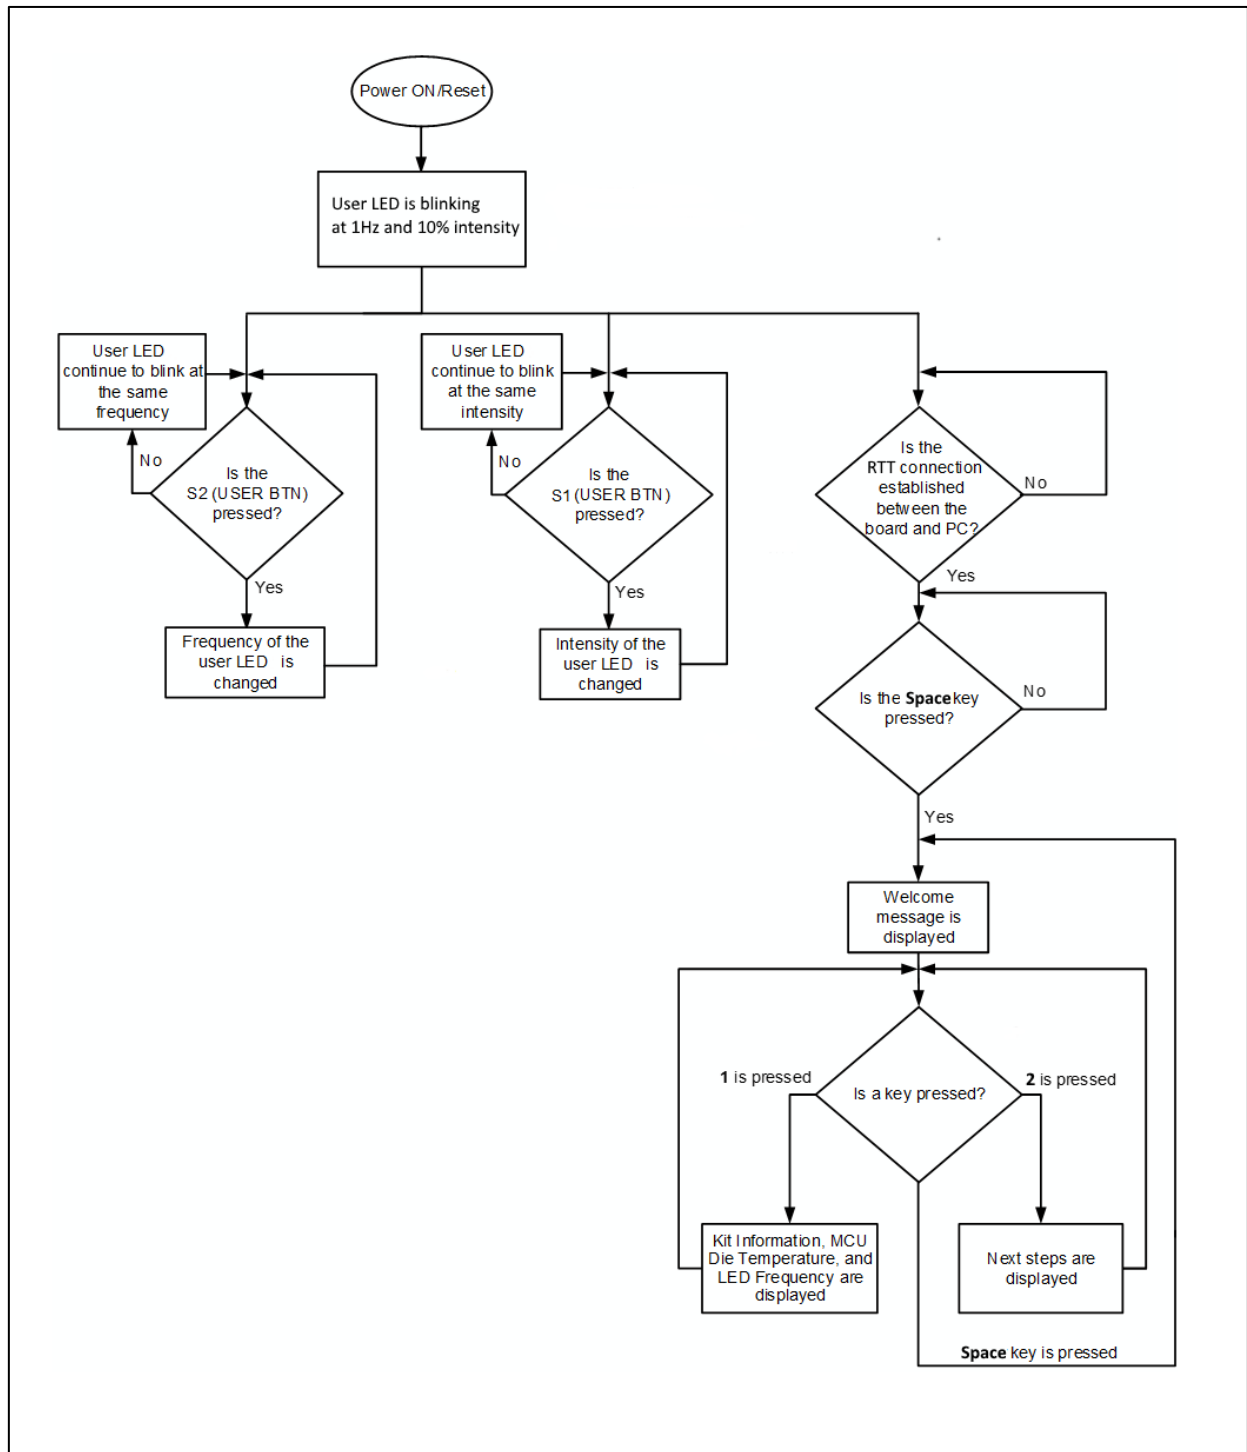 Power ON/Reset
User LED is blinking
at 1Hz and 10% intensity
User LED
continue to blink at
the same
frequency
User LED
continue to blink
at the same
intensity
No
Is the
S2 (USER BTN)
pressed?
Yes
Frequency of the
user LED is
changed
No
Is the
S1 (USER BTN)
pressed?
Yes
Intensity of the
user LED is
changed
Is the
RTT connection
established
between the
board and PC?
No
Yes
Is the Space key
pressed?
No
Yes
Welcome
message is
displayed
1 is pressed
Is a key pressed?
2 is pressed
Kit Information, MCU
Die Temperature, and
LED Frequency are
displayed
Next steps are
displayed
Space key is pressed